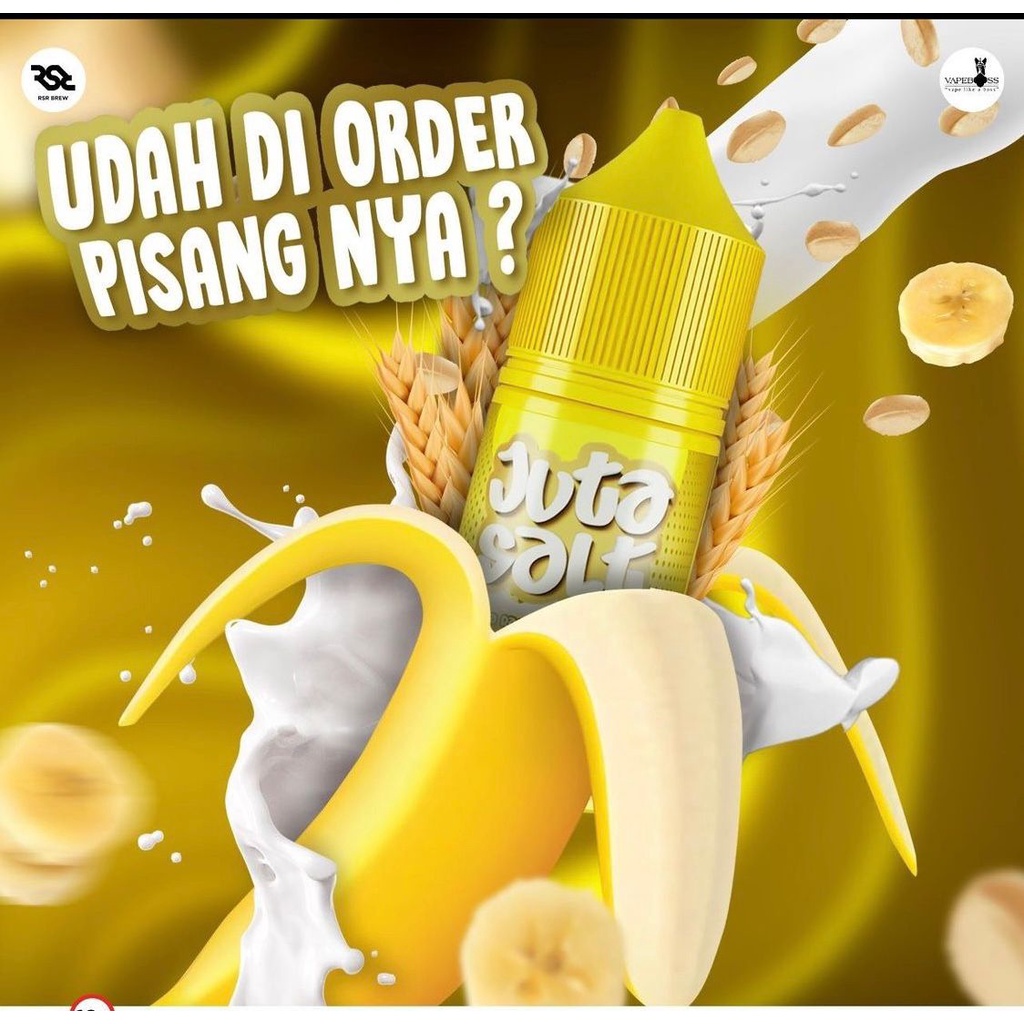 RSR BREW
VAPEBOSS
"vape like a boss"
UDAH DI ORDER
PISANG NYA ?
Juta
salt